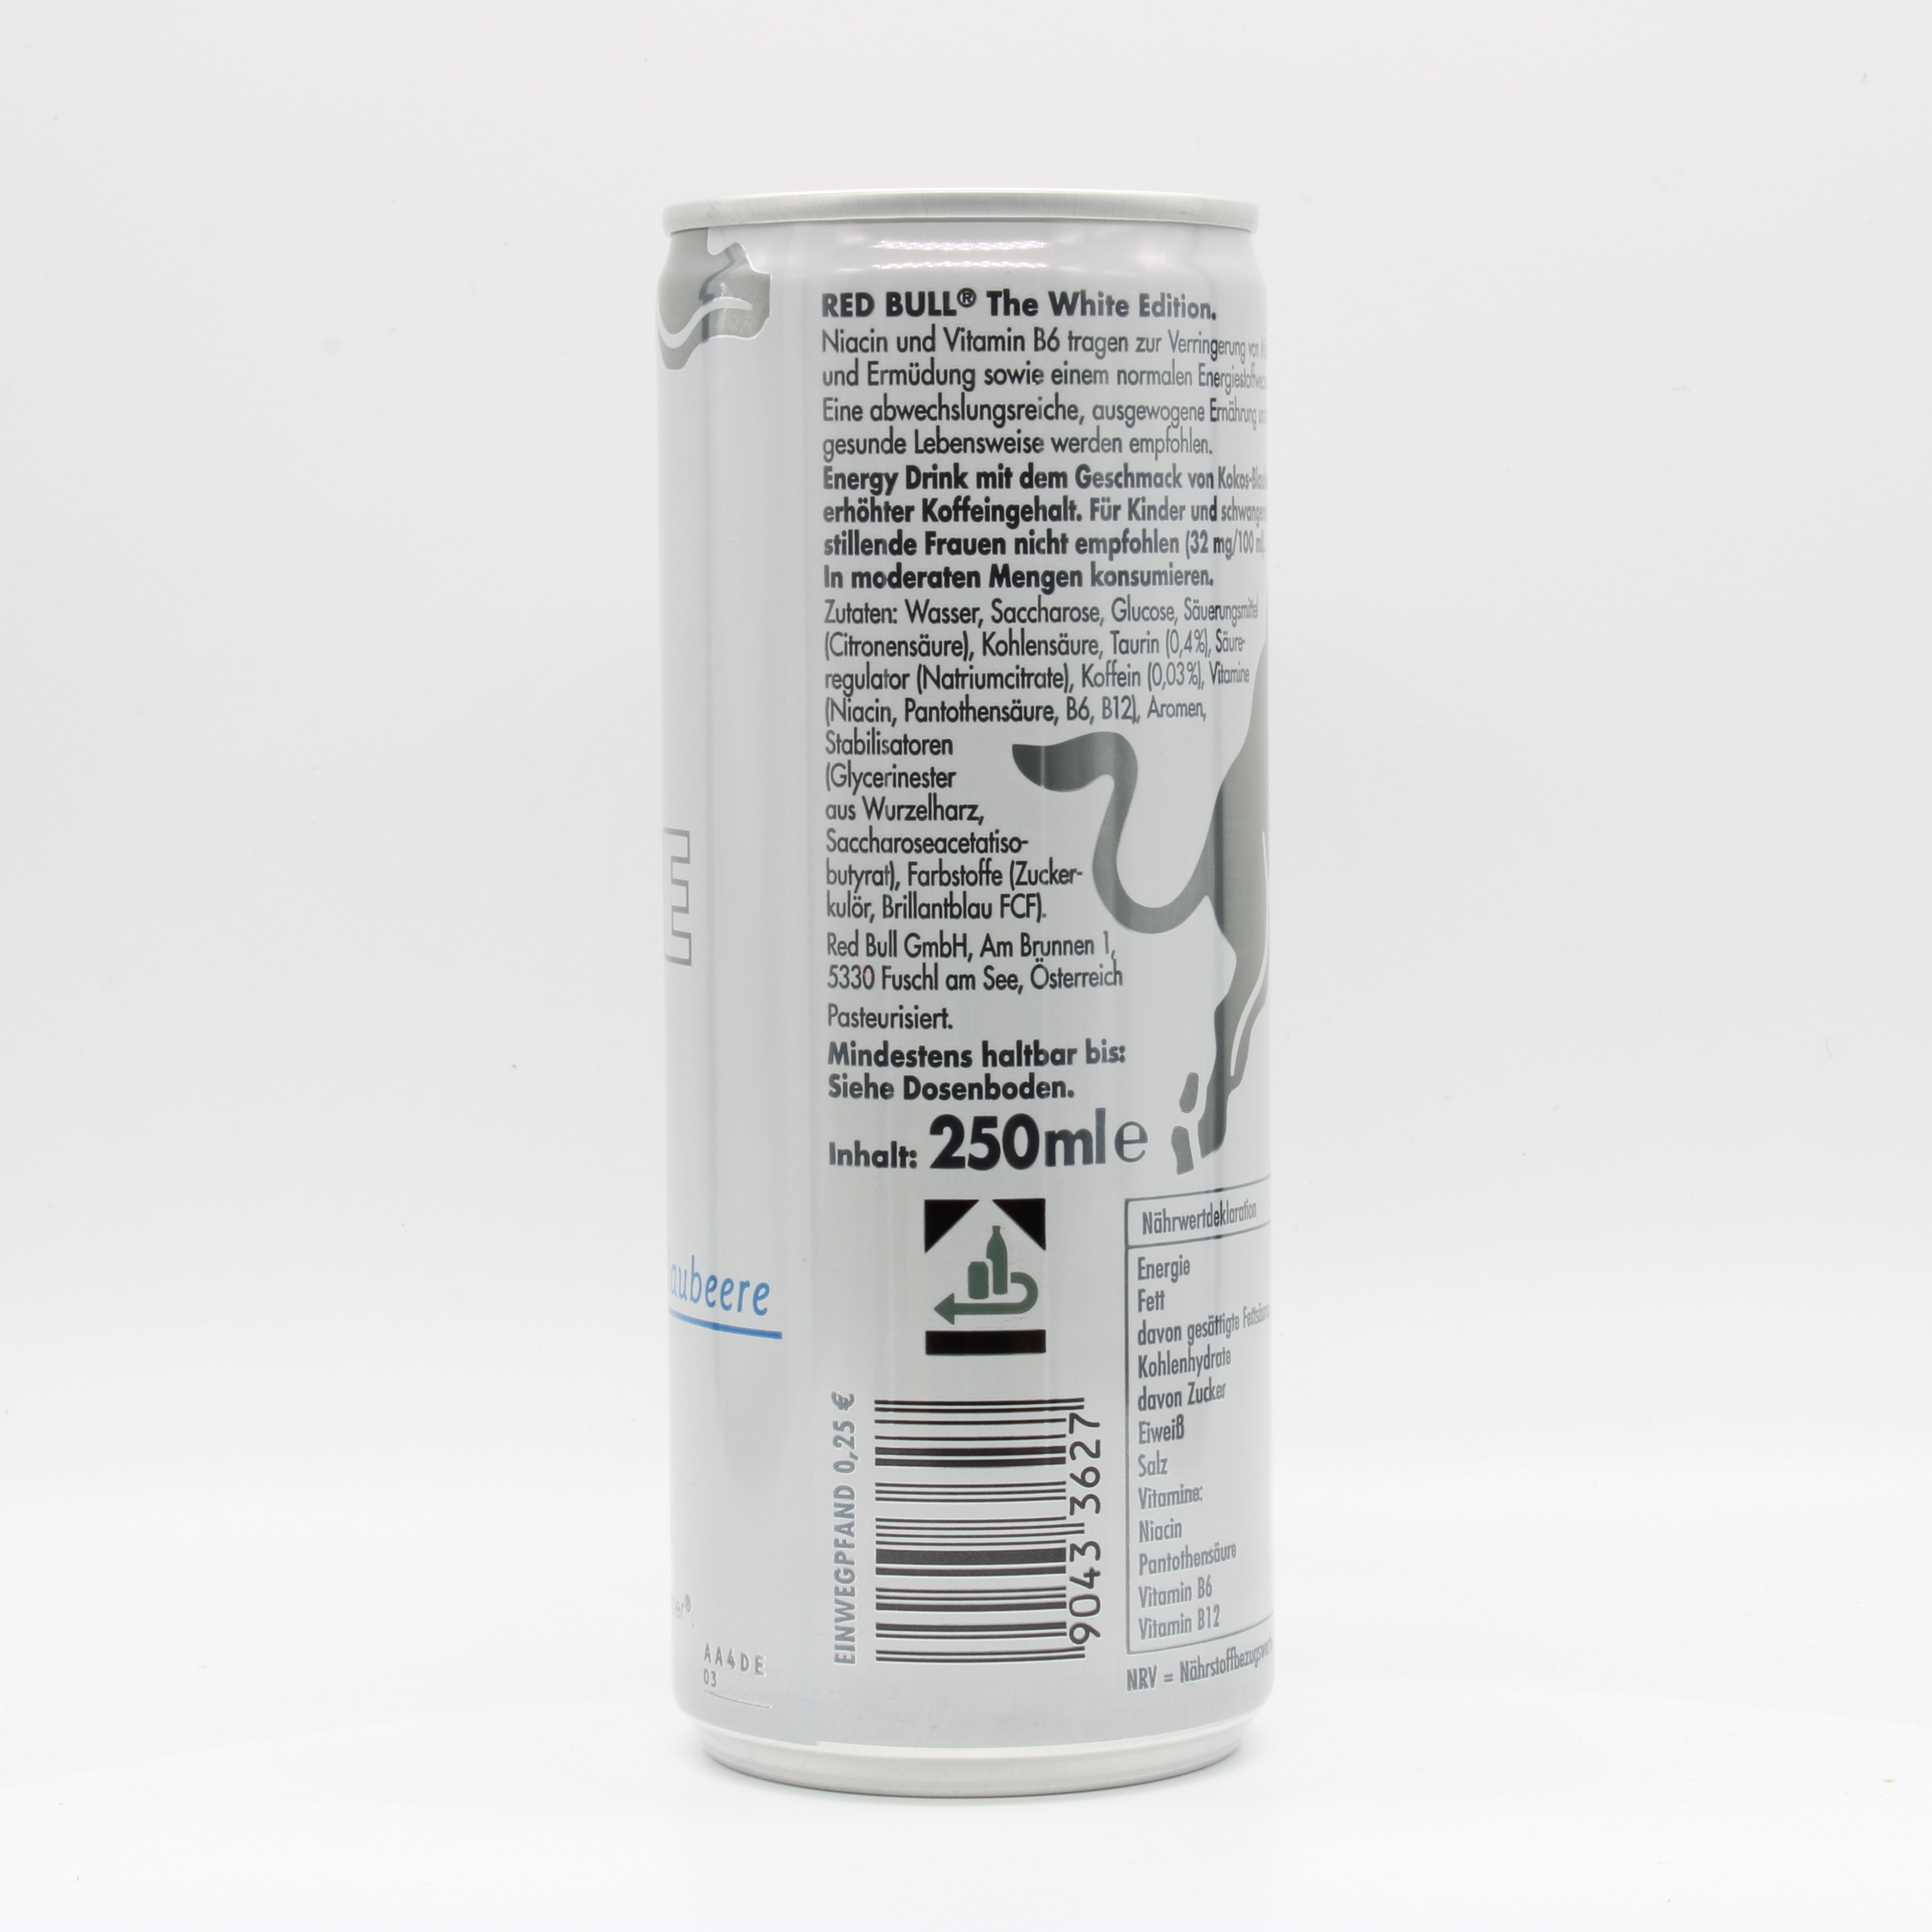 RED BULL® The White Edition.
Niacin und Vitamin B6 tragen zur Verringerung von
und Ermüdung sowie einem normalen
Eine abwechslungsreiche, ausgewogene Ernährung
gesunde Lebensweise werden empfohlen.
Energy Drink mit dem Geschmack von
erhöhter Koffeingehalt. Für Kinder und
stillende Frauen nicht empfohlen (32 mg/100
In moderaten Mengen konsumieren.
Zutaten: Wasser, Saccharose, Glucose, Säuerungsmittel
(Citronensäure), Kohlensäure, Taurin (0,4%), Säure-
regulator (Natriumcitrate), Koffein (0,03%), Vitamine
(Niacin, Pantothensäure, B6, B12), Aromen,
Stabilisatoren
(Glycerinester
aus Wurzelharz,
Saccharoseacetatiso-
butyrat), Farbstoffe (Zucker-
kulör, Brillantblau FCF).
Red Bull GmbH, Am Brunnen 1,
5330 Fuschl am See, Österreich
Pasteurisiert.
Mindestens haltbar bis:
Siehe Dosenboden.
Inhalt: 250ml e
E
aubeere
AA4DE
03
EINWEGPFAND 0,25 €
9043 3627
Nährwertdeklaration
Energie
Fett
davon gesättigte
Kohlenhydrate
davon Zucker
Eiweiß
Salz
Vitamine:
Niacin
Pantothensäure
Vitamin B6
Vitamin B12
NRV =